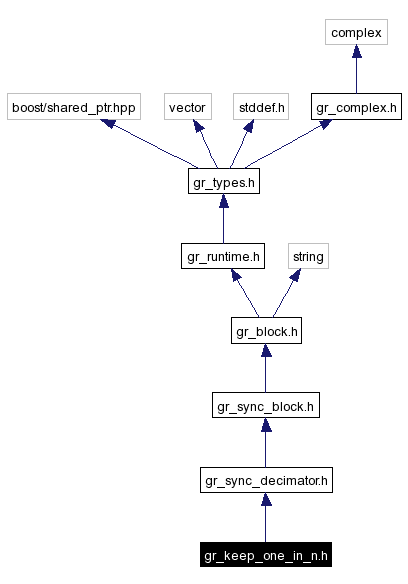 complex
boost/shared_ptr.hpp
vector
stddef.h
gr_complex.h
gr_types.h
gr_runtime.h
string
gr_block.h
gr_sync_block.h
gr_sync_decimator.h
gr_keep_one_in_n.h